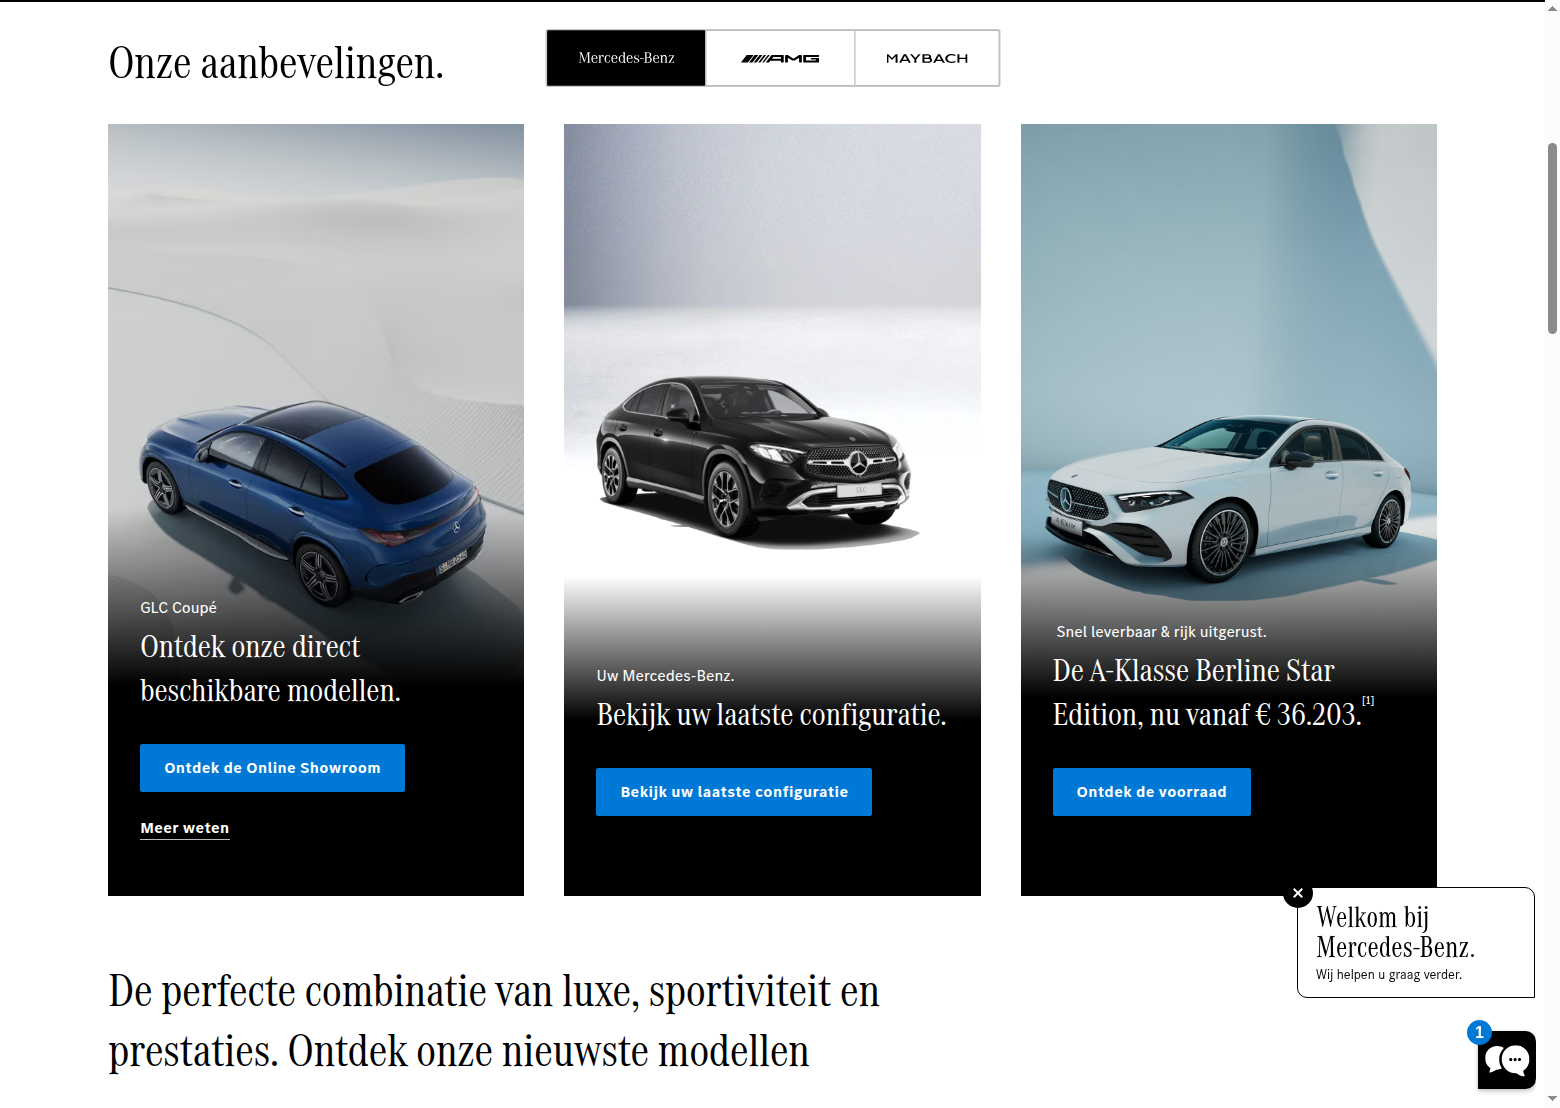 Onze aanbevelingen.
Mercedes-Benz
AMG
MAYBACH
GLC Coupé
Ontdek onze direct
beschikbare modellen.
Ontdek de Online Showroom
Meer weten
GLC
Uw Mercedes-Benz.
Bekijk uw laatste configuratie.
Bekijk uw laatste configuratie
A-Klasse
Snel leverbaar & rijk uitgerust.
De A-Klasse Berline Star
Edition, nu vanaf € 36.203.[1]
Ontdek de voorraad
Welkom bij
Mercedes-Benz.
Wij helpen u graag verder.
1
De perfecte combinatie van luxe, sportiviteit en
prestaties. Ontdek onze nieuwste modellen